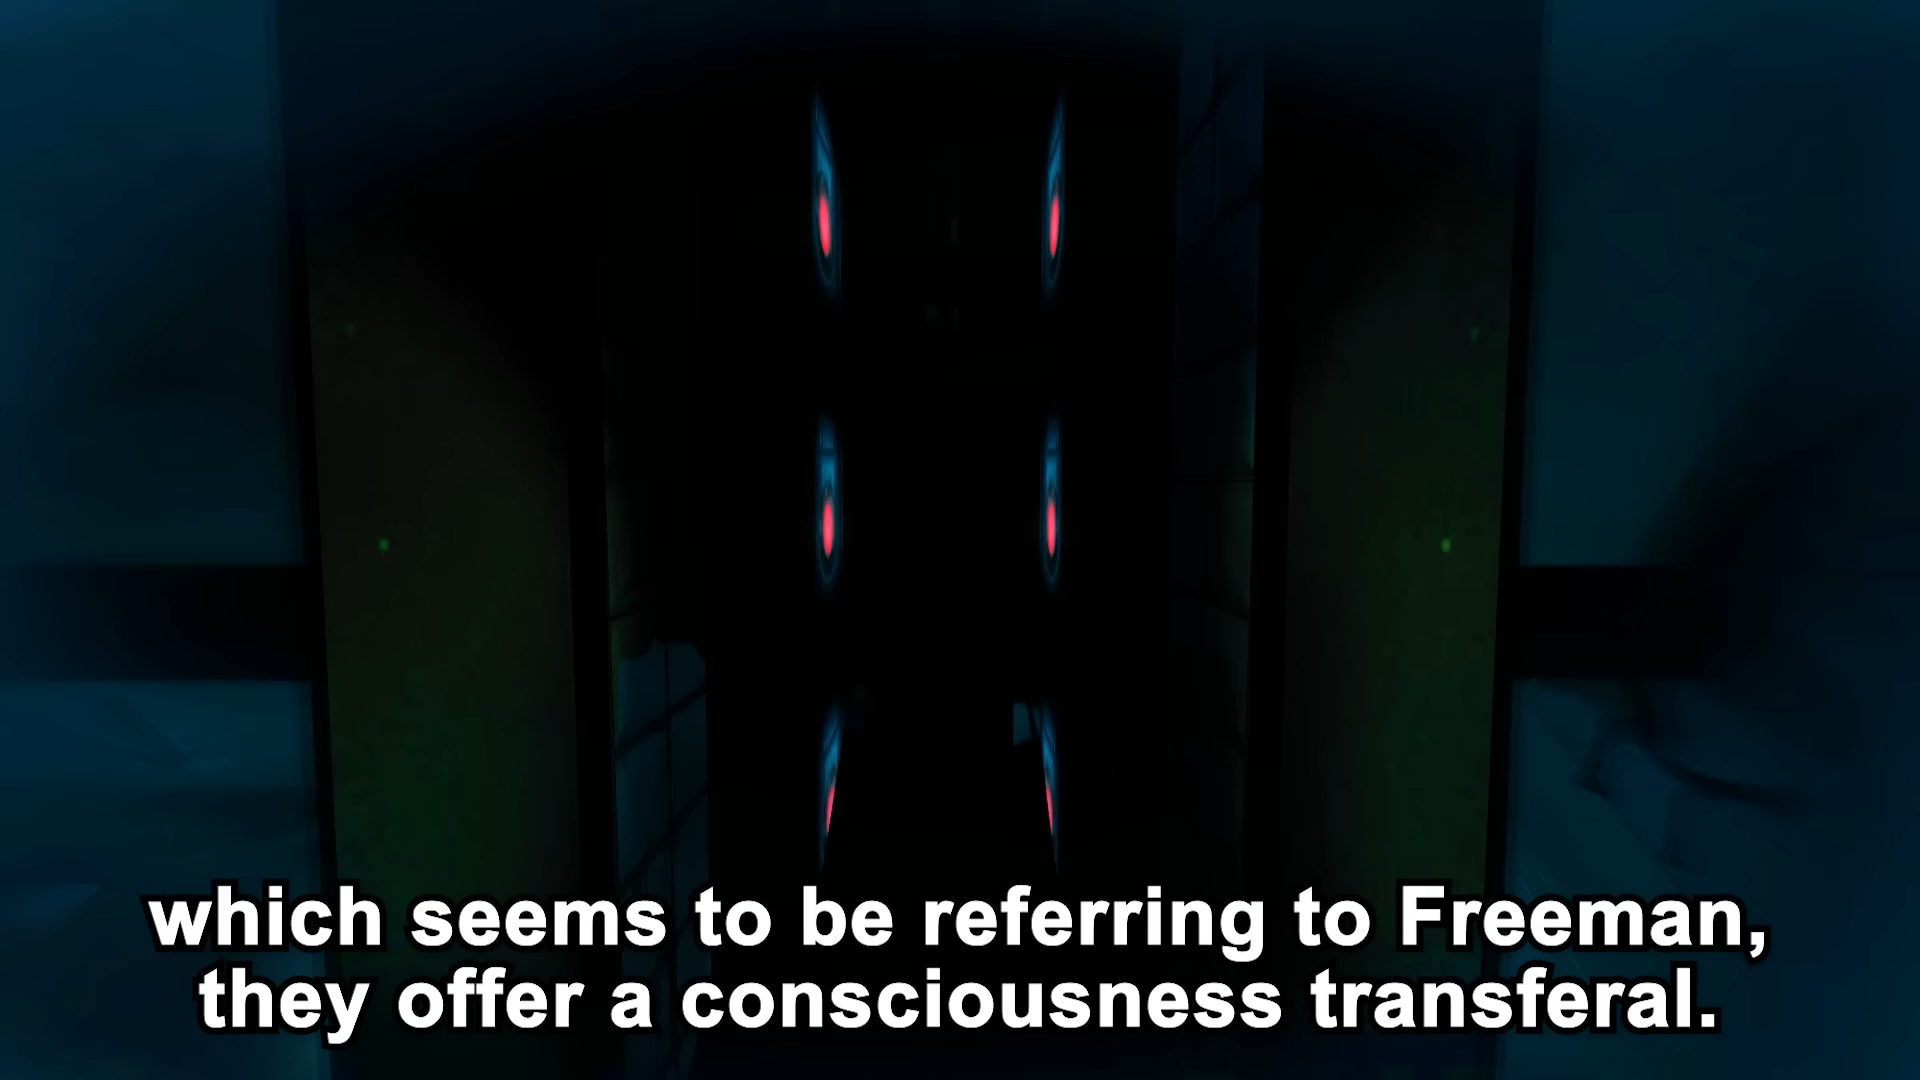 which seems to be referring to Freeman,
they offer a consciousness transferal.